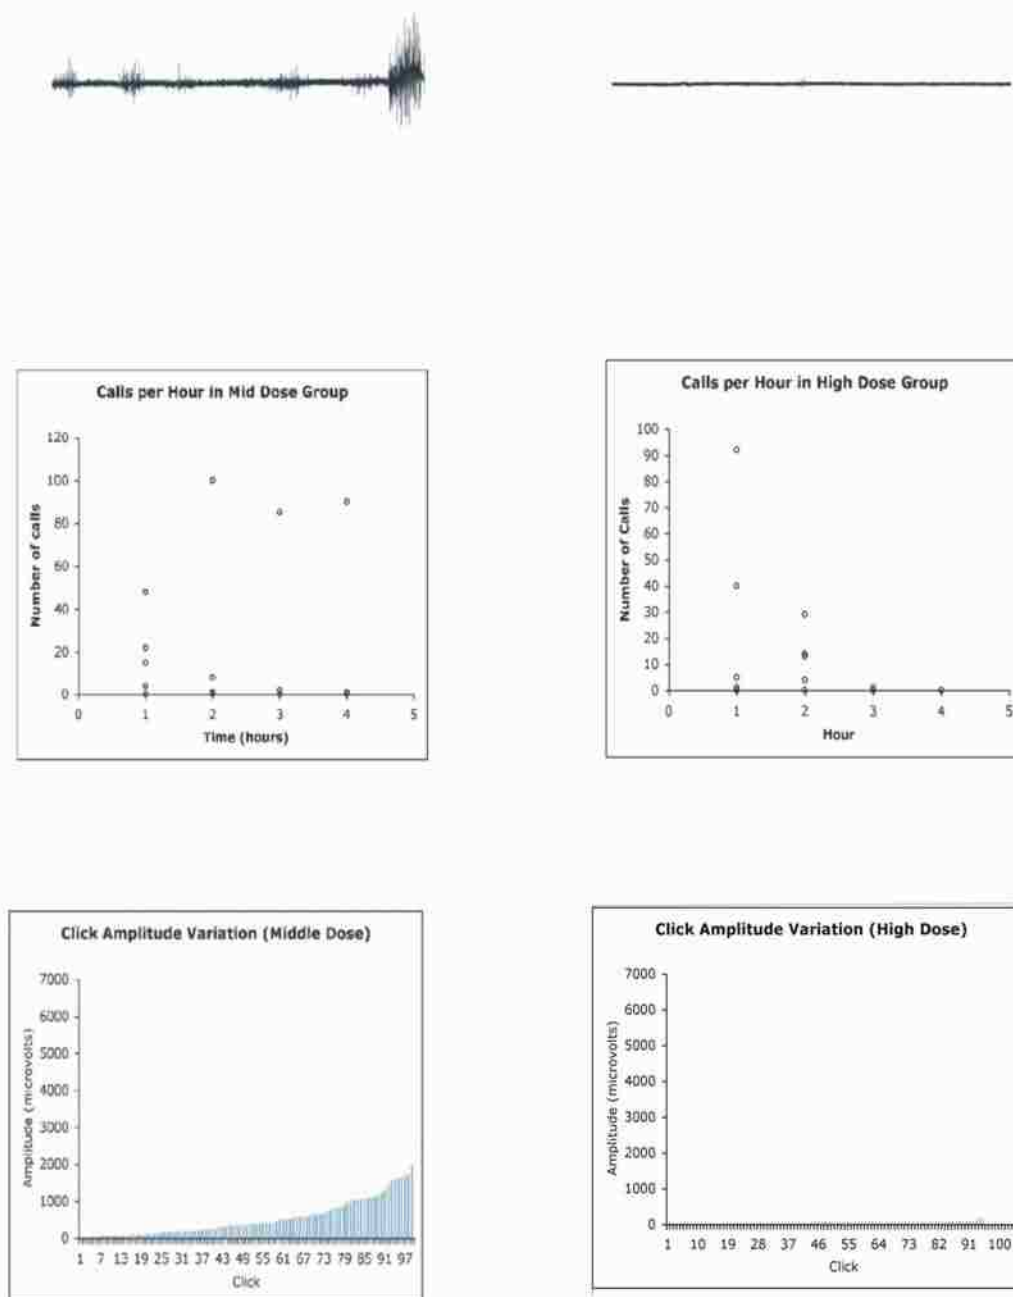 Calls per Hour in Mid Dose Group
120
100
80
60
40
20
0
0 1 2 3 4 5
Number of calls
Time (hours)
Calls per Hour in High Dose Group
100
90
80
70
60
50
40
30
20
10
0
0 1 2 3 4 5
Number of Calls
Hour
Click Amplitude Variation (Middle Dose)
7000
6000
5000
4000
3000
2000
1000
0
1 7 13 19 25 31 37 43 49 55 61 67 73 79 85 91 97
Amplitude (microvolts)
Click
Click Amplitude Variation (High Dose)
7000
6000
5000
4000
3000
2000
1000
0
1 10 19 28 37 46 55 64 73 82 91 100
Amplitude (microvolts)
Click